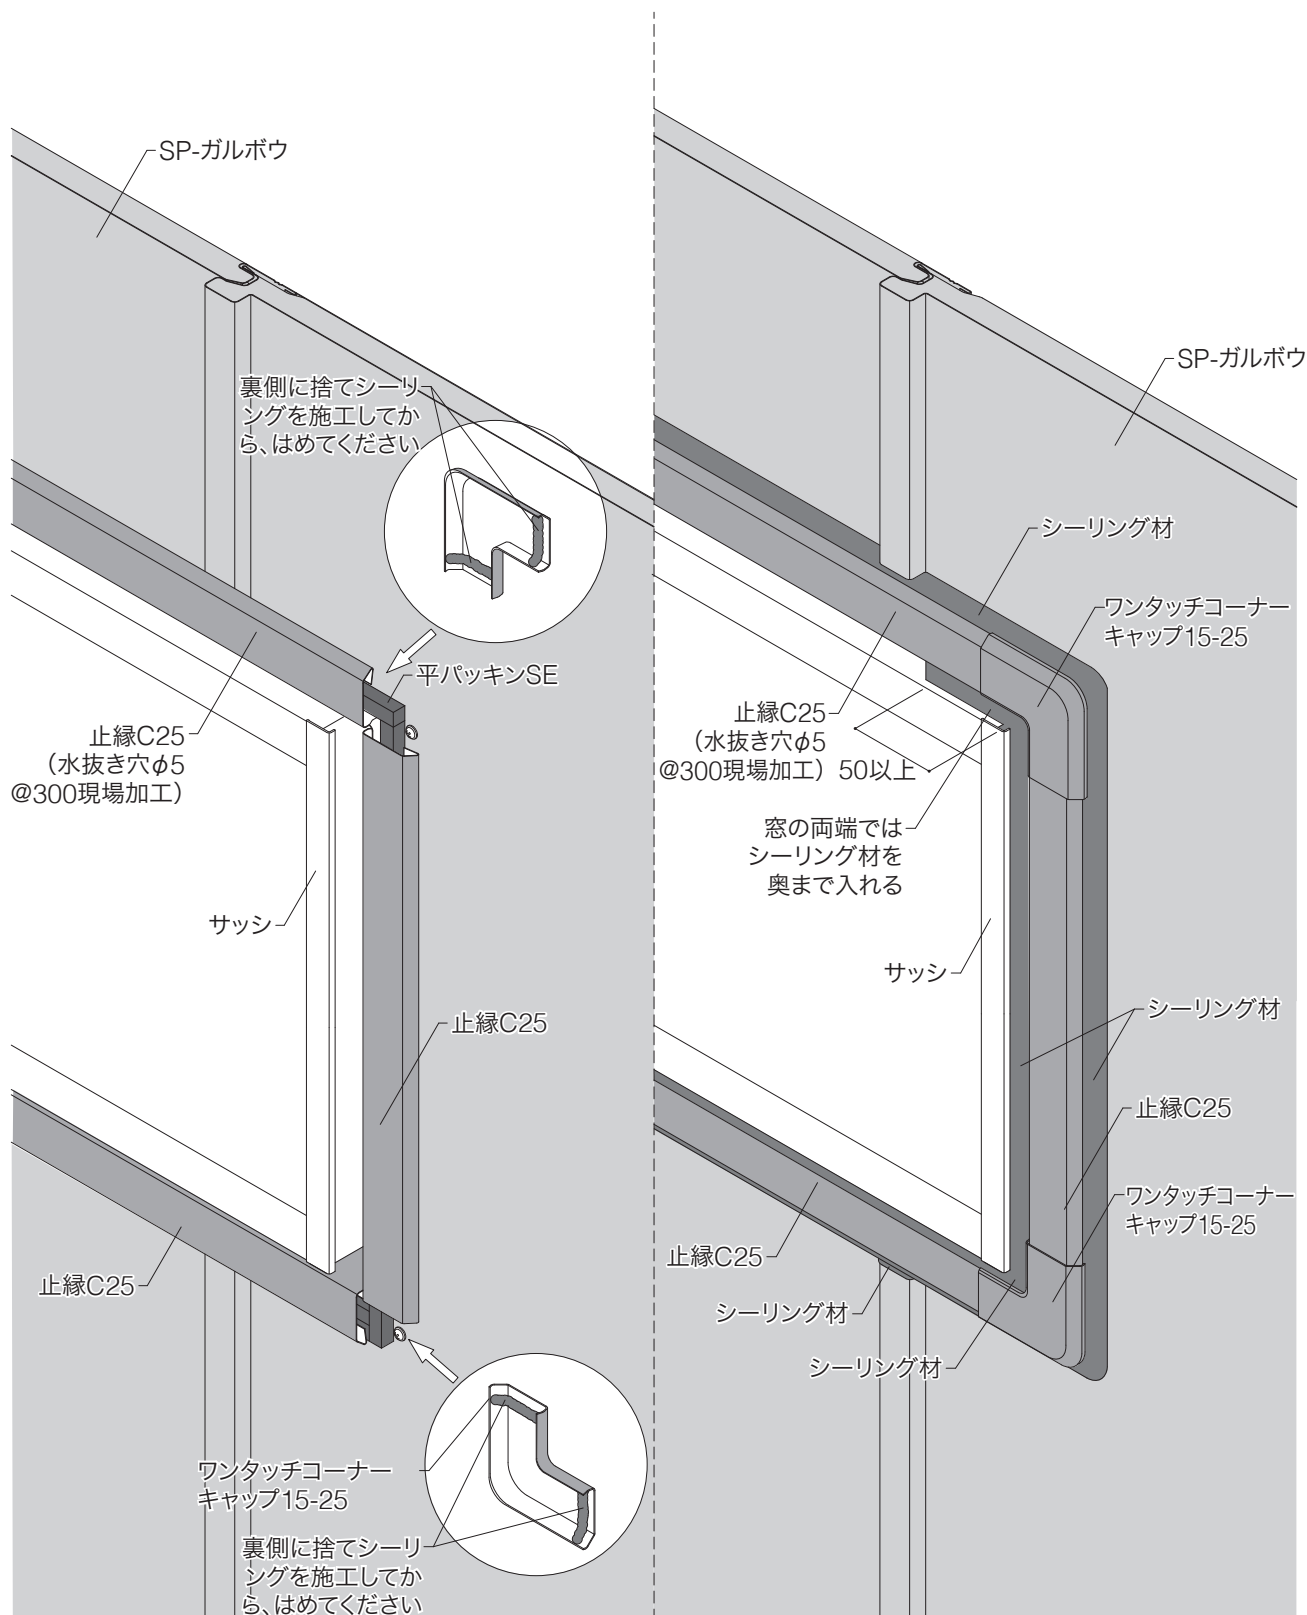 SP-ガルボウ
裏側に捨てシーリ
ングを施工してか
ら、はめてください
平パッキンSE
止縁C25
（水抜き穴φ5
@300現場加工）
サッシ
止縁C25
止縁C25
ワンタッチコーナー
キャップ15-25
裏側に捨てシーリ
ングを施工してか
ら、はめてください
SP-ガルボウ
シーリング材
ワンタッチコーナー
キャップ15-25
止縁C25
（水抜き穴φ5
@300現場加工）
50以上
窓の両端では
シーリング材を
奥まで入れる
サッシ
シーリング材
止縁C25
ワンタッチコーナー
キャップ15-25
止縁C25
シーリング材
シーリング材